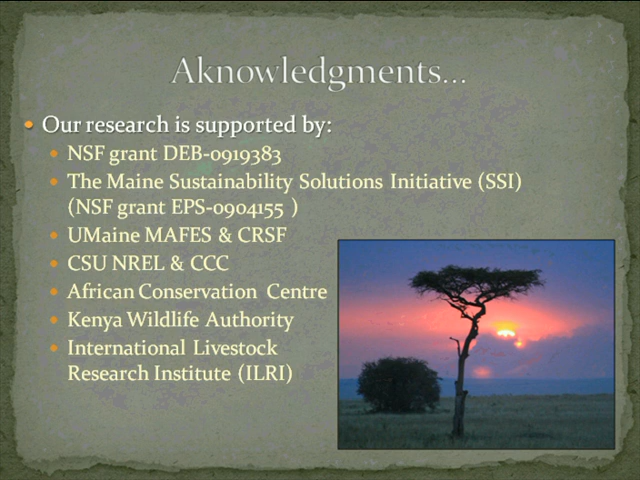 Aknowledgments...
• Our research is supported by:
• NSF grant DEB-0919383
• The Maine Sustainability Solutions Initiative (SSI)
(NSF grant EPS-0904155 )
• UMaine MAFES & CRSF
• CSU NREL & CCC
• African Conservation Centre
• Kenya Wildlife Authority
• International Livestock
Research Institute (ILRI)